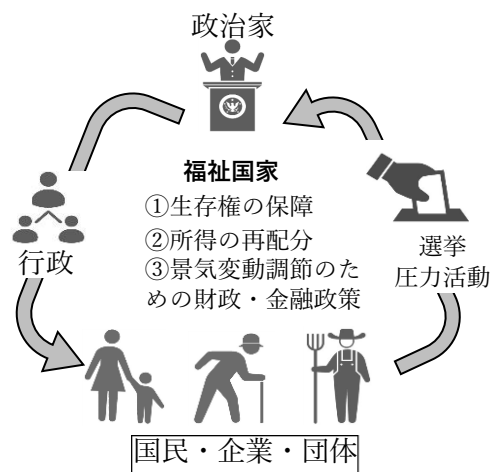 政治家
福祉国家
①生存権の保障
②所得の再配分
③景気変動調節のた
めの財政・金融政策
行政
選挙
圧力活動
国民・企業・団体